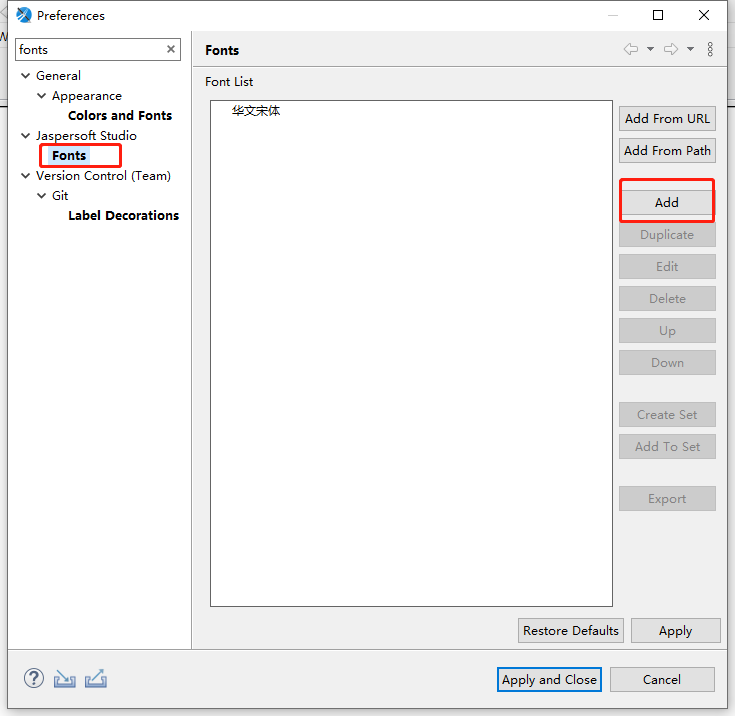 Preferences
W
fonts
Fonts
General
Appearance
Colors and Fonts
Jaspersoft Studio
Fonts
Version Control (Team)
Git
Label Decorations
Font List
华文宋体
Add From URL
Add From Path
Add
Duplicate
Edit
Delete
Up
Down
Create Set
Add To Set
Export
Restore Defaults
Apply
?
Apply and Close
Cancel